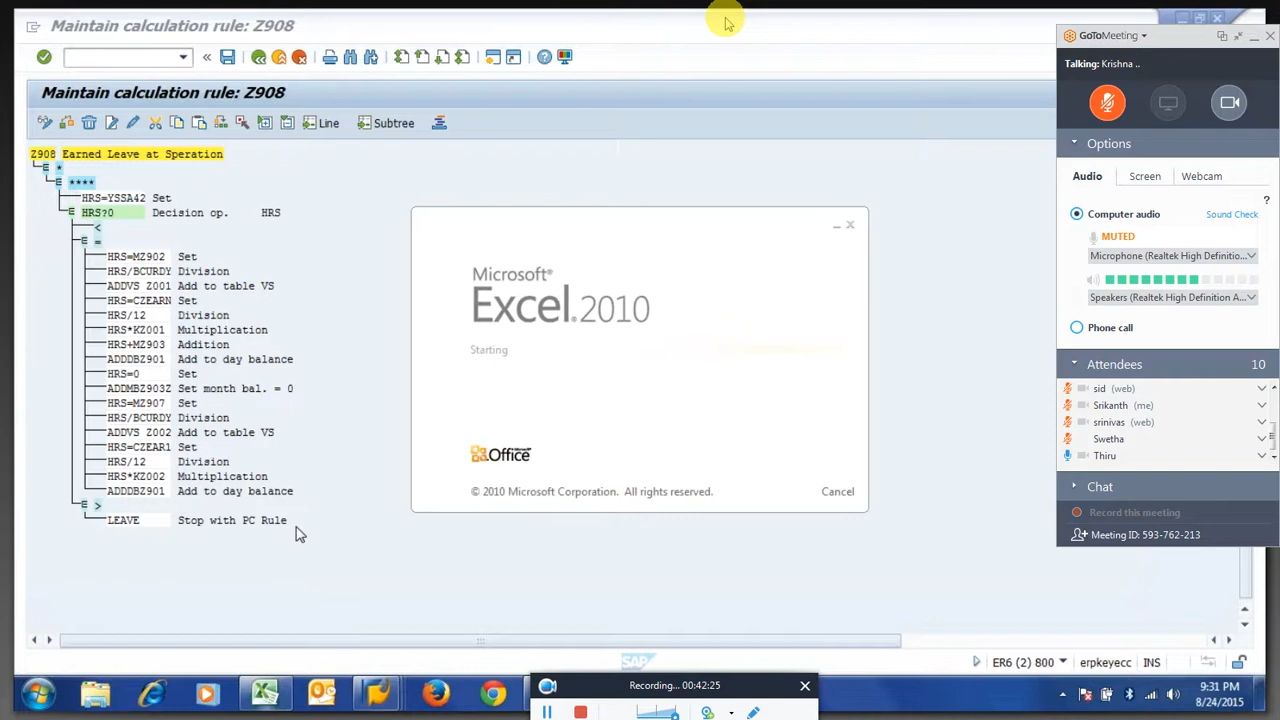 Maintain calculation rule: Z908
Maintain calculation rule: Z908
Line
Subtree
Z908 Earned Leave at Speration
*
****
HRS=YSSA42 Set
HRS?0 Decision op. HRS
<
=
HRS=MZ902 Set
HRS/BCURDY Division
ADDVS Z001 Add to table VS
HRS=CZEARN Set
HRS/12 Division
HRS*KZ001 Multiplication
HRS+MZ903 Addition
ADDDBZ901 Add to day balance
HRS=0 Set
ADDMBZ903Z Set month bal. = 0
HRS=MZ907 Set
HRS/BCURDY Division
ADDVS Z002 Add to table VS
HRS=CZEAR1 Set
HRS/12 Division
HRS*KZ002 Multiplication
ADDDBZ901 Add to day balance
>
LEAVE Stop with PC Rule
Microsoft®
Excel 2010
Starting
Office
© 2010 Microsoft Corporation. All rights reserved.
Cancel
GoToMeeting
Talking: Krishna ..
Options
Audio Screen Webcam
?
Computer audio Sound Check
MUTED
Microphone (Realtek High Definitio...
Speakers (Realtek High Definition A...
Phone call
Attendees 10
sid (web)
Srikanth (me)
srinivas (web)
Swetha
Thiru
Chat
Record this meeting
Meeting ID: 593-762-213
SAP
ER6 (2) 800 erpkeyecc INS
Recording... 00:42:25
9:31 PM
8/24/2015